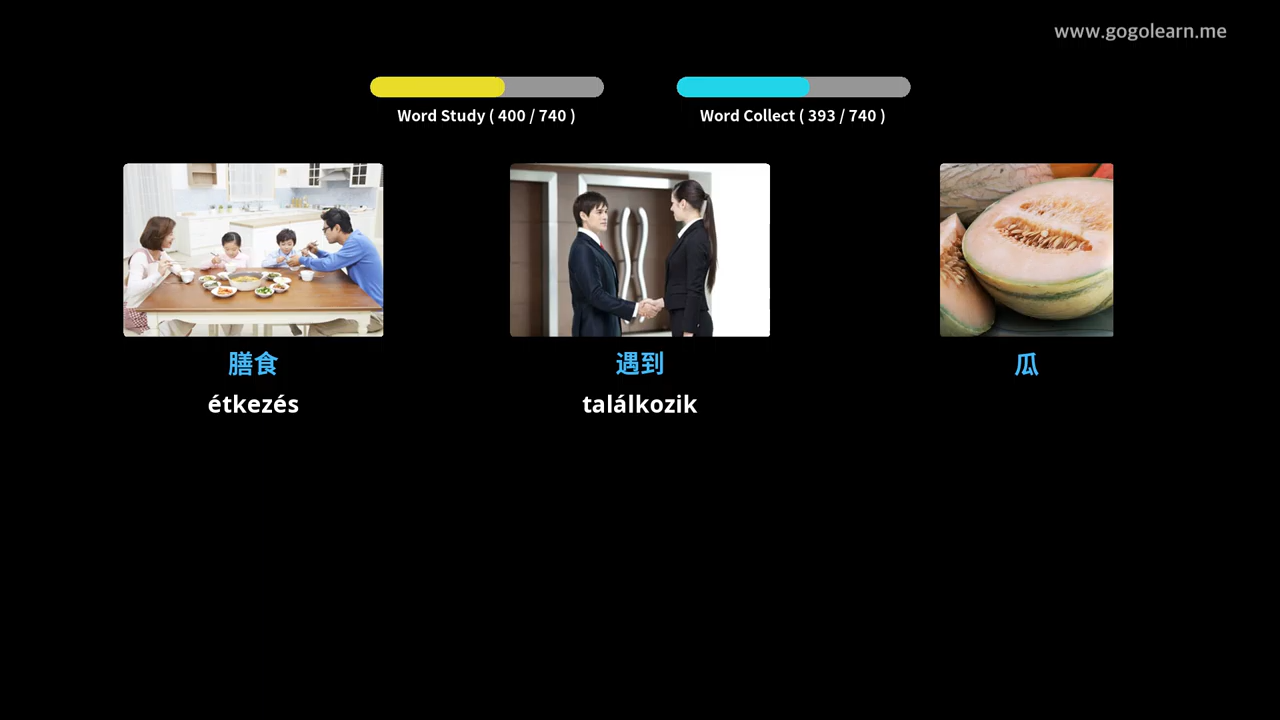 www.gogolearn.me
Word Study ( 400 / 740 )
Word Collect ( 393 / 740 )
膳食
遇到
瓜
étkezés
találkozik